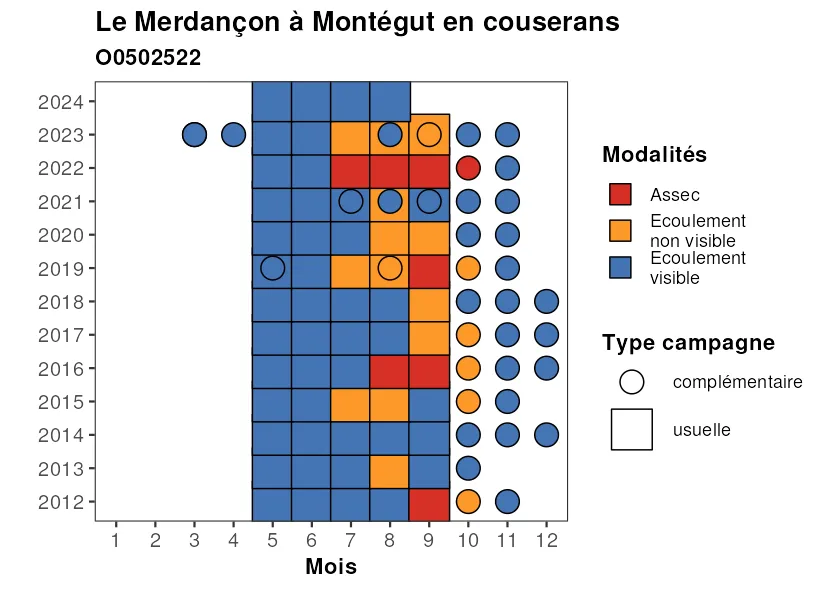 Le Merdançon à Montégut en couserans
O0502522
2024
2023
2022
2021
2020
2019
2018
2017
2016
2015
2014
2013
2012
1 2 3 4 5 6 7 8 9 10 11 12
Mois
Modalités
Assec
Ecoulement
non visible
Ecoulement
visible
Type campagne
complémentaire
usuelle